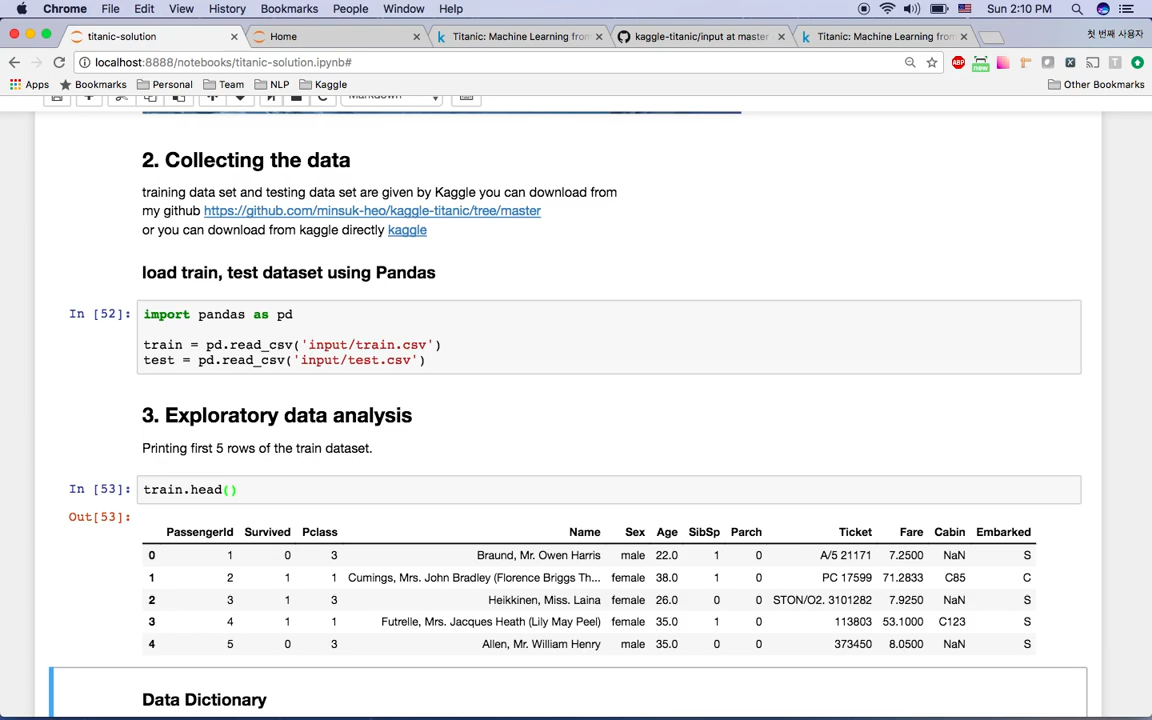 Chrome File Edit View History Bookmarks People Window Help Sun 2:10 PM
titanic-solution Home Titanic: Machine Learning from kaggle-titanic/input at master Titanic: Machine Learning from 첫 번째 사용자
localhost:8888/notebooks/titanic-solution.ipynb# ABP new
Apps Bookmarks Personal Team NLP Kaggle Other Bookmarks
Markdown
2. Collecting the data
training data set and testing data set are given by Kaggle you can download from
my github https://github.com/minsuk-heo/kaggle-titanic/tree/master
or you can download from kaggle directly kaggle
load train, test dataset using Pandas
In [52]: import pandas as pd
train = pd.read_csv('input/train.csv')
test = pd.read_csv('input/test.csv')
3. Exploratory data analysis
Printing first 5 rows of the train dataset.
In [53]: train.head()
Out[53]:
PassengerId Survived Pclass Name Sex Age SibSp Parch Ticket Fare Cabin Embarked
0 1 0 3 Braund, Mr. Owen Harris male 22.0 1 0 A/5 21171 7.2500 NaN S
1 2 1 1 Cumings, Mrs. John Bradley (Florence Briggs Th... female 38.0 1 0 PC 17599 71.2833 C85 C
2 3 1 3 Heikkinen, Miss. Laina female 26.0 0 0 STON/O2. 3101282 7.9250 NaN S
3 4 1 1 Futrelle, Mrs. Jacques Heath (Lily May Peel) female 35.0 1 0 113803 53.1000 C123 S
4 5 0 3 Allen, Mr. William Henry male 35.0 0 0 373450 8.0500 NaN S
Data Dictionary